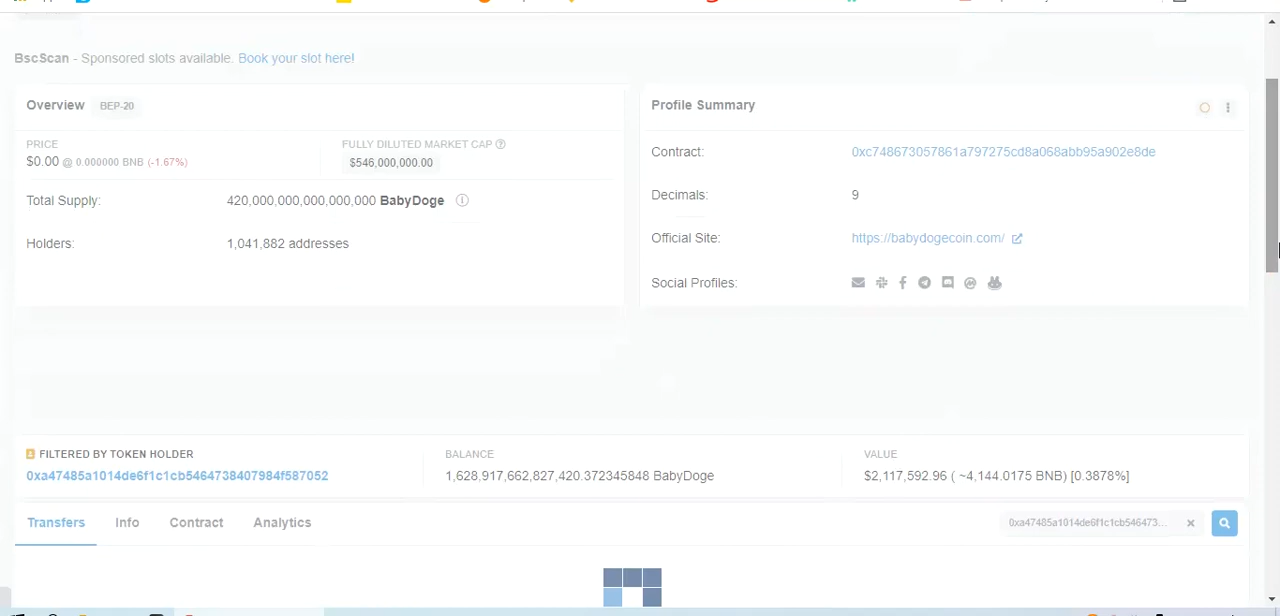 BscScan - Sponsored slots available. Book your slot here!
Overview BEP-20
PRICE
$0.00 @ 0.000000 BNB (-1.67%)
FULLY DILUTED MARKET CAP
$546,000,000.00
Total Supply: 420,000,000,000,000,000 BabyDoge
Holders: 1,041,882 addresses
Profile Summary
Contract: 0xc748673057861a797275cd8a068abb95a902e8de
Decimals: 9
Official Site: https://babydogecoin.com/
Social Profiles:
FILTERED BY TOKEN HOLDER
0xa47485a1014de6f1c1cb5464738407984f587052
BALANCE
1,628,917,662,827,420.372345848 BabyDoge
VALUE
$2,117,592.96 ( ~4,144.0175 BNB) [0.3878%]
Transfers Info Contract Analytics
0xa47485a1014de6f1c1cb546473...